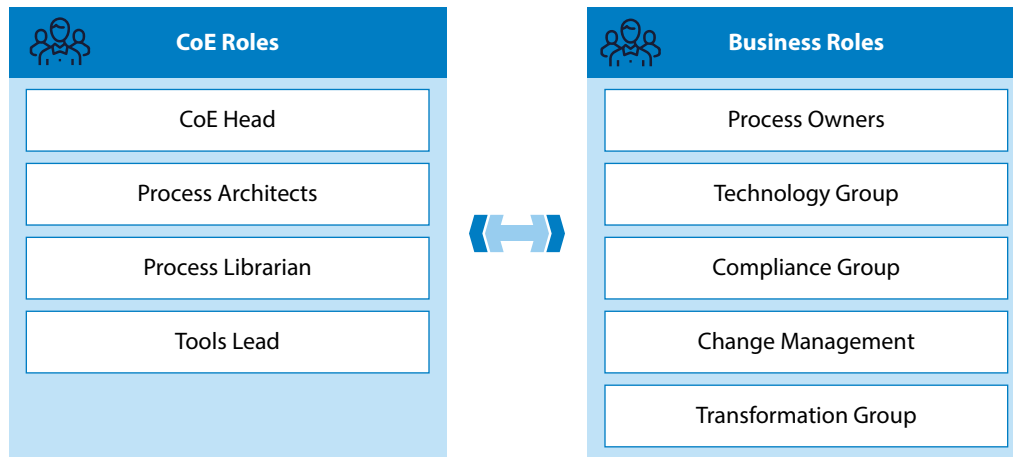 CoE Roles
CoE Head
Process Architects
Process Librarian
Tools Lead
Business Roles
Process Owners
Technology Group
Compliance Group
Change Management
Transformation Group